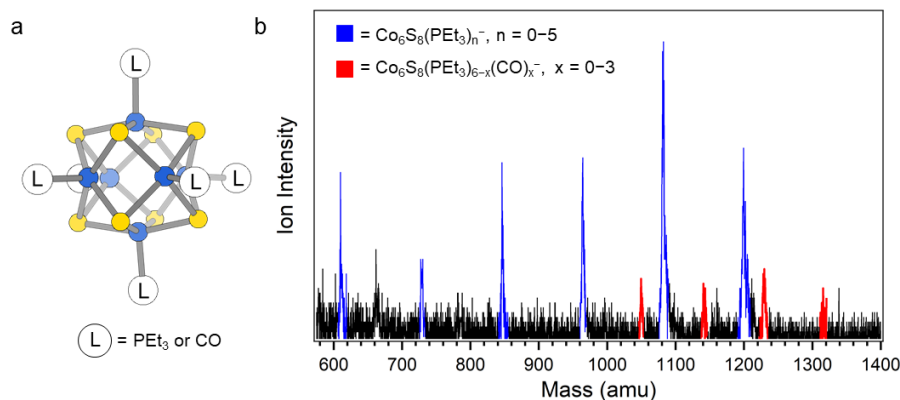 a
L
L
L
L
L
L
L = PEt₃ or CO
b
= Co₆S₈(PEt₃)ₙ⁻, n = 0−5
= Co₆S₈(PEt₃)₆₋ₓ(CO)ₓ⁻, x = 0−3
Ion Intensity
600 700 800 900 1000 1100 1200 1300 1400
Mass (amu)